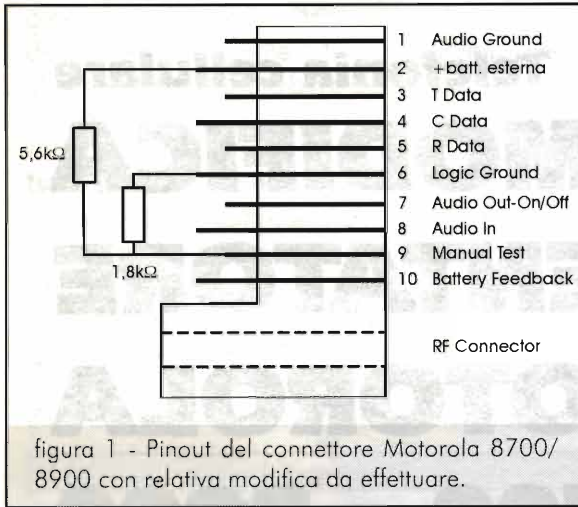 1 Audio Ground
2 +batt. esterna
3 T Data
4 C Data
5 R Data
6 Logic Ground
7 Audio Out-On/Off
8 Audio In
9 Manual Test
10 Battery Feedback
RF Connector
5,6kΩ
1,8kΩ
figura 1 - Pinout del connettore Motorola 8700/
8900 con relativa modifica da effettuare.